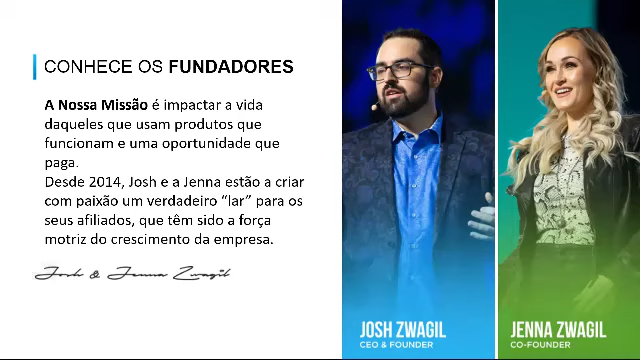 CONHECE OS FUNDADORES
A Nossa Missão é impactar a vida
daqueles que usam produtos que
funcionam e uma oportunidade que
paga.
Desde 2014, Josh e a Jenna estão a criar
com paixão um verdadeiro “lar” para os
seus afiliados, que têm sido a força
motriz do crescimento da empresa.
Josh & Jenna Zwagil
JOSH ZWAGIL
CEO & FOUNDER
JENNA ZWAGIL
CO-FOUNDER